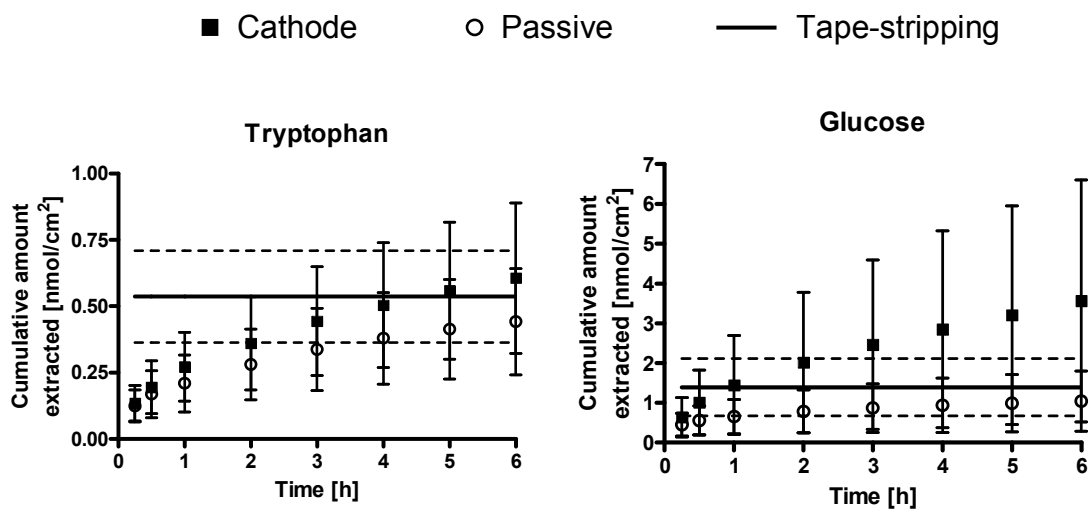 Cathode Passive Tape-stripping
Tryptophan
Cumulative amount
extracted [nmol/cm²]
1.00
0.75
0.50
0.25
0.00
0 1 2 3 4 5 6
Time [h]
Glucose
Cumulative amount
extracted [nmol/cm²]
7
6
5
4
3
2
1
0
0 1 2 3 4 5 6
Time [h]